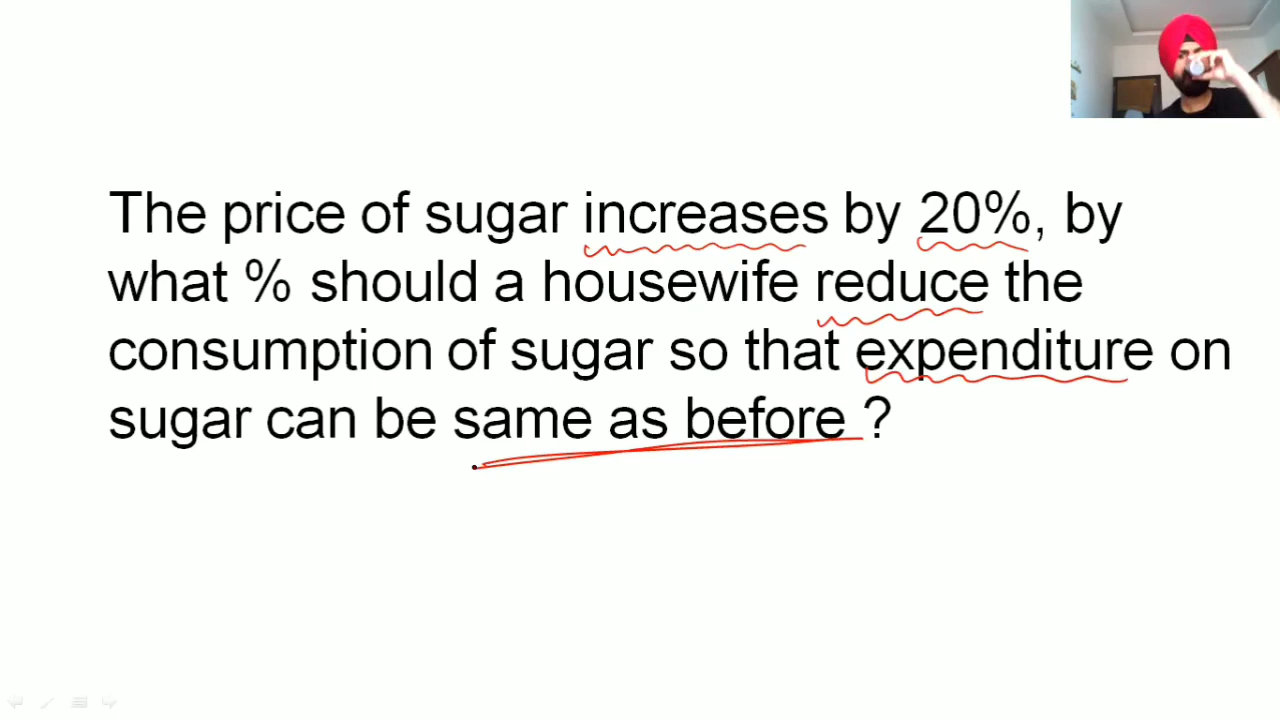 The price of sugar increases by 20%, by
what % should a housewife reduce the
consumption of sugar so that expenditure on
sugar can be same as before ?